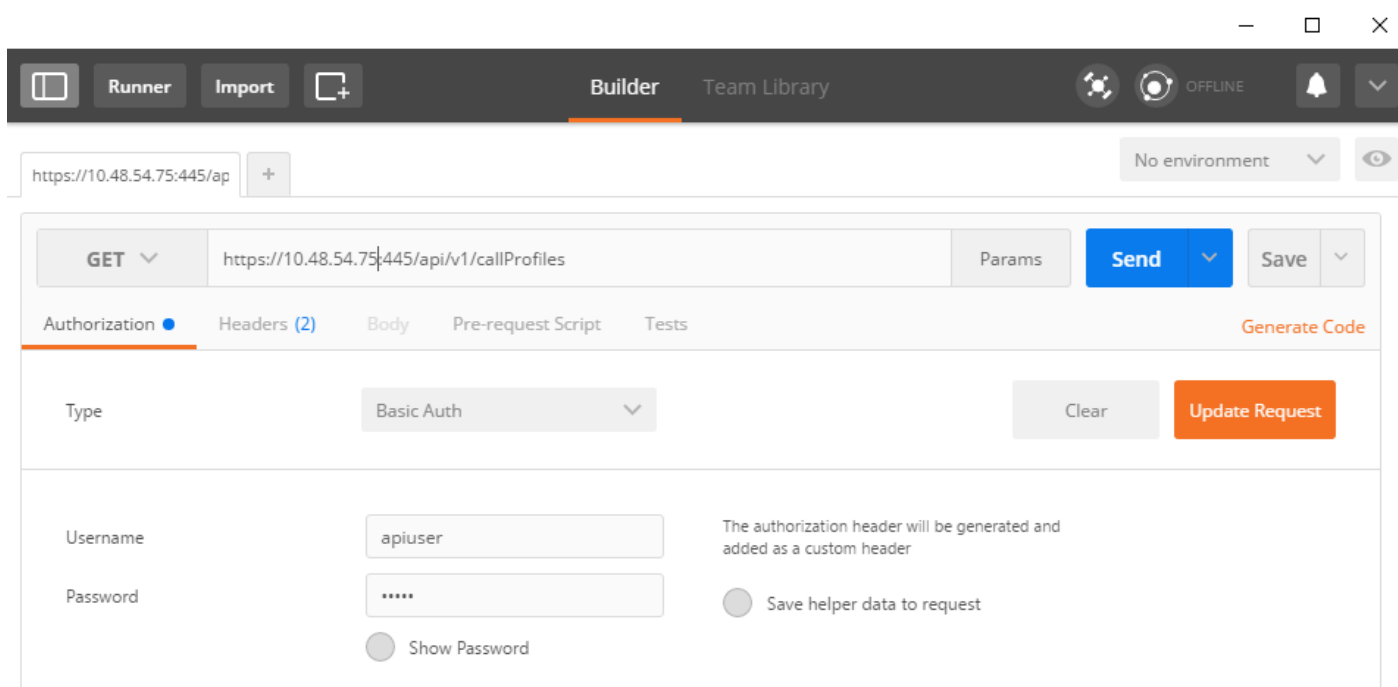 Runner Import Builder Team Library OFFLINE
https://10.48.54.75:445/ap + No environment
GET https://10.48.54.75:445/api/v1/callProfiles Params Send Save
Authorization Headers (2) Body Pre-request Script Tests Generate Code
Type Basic Auth Clear Update Request
Username apiuser The authorization header will be generated and
added as a custom header
Password •••••
Save helper data to request
Show Password